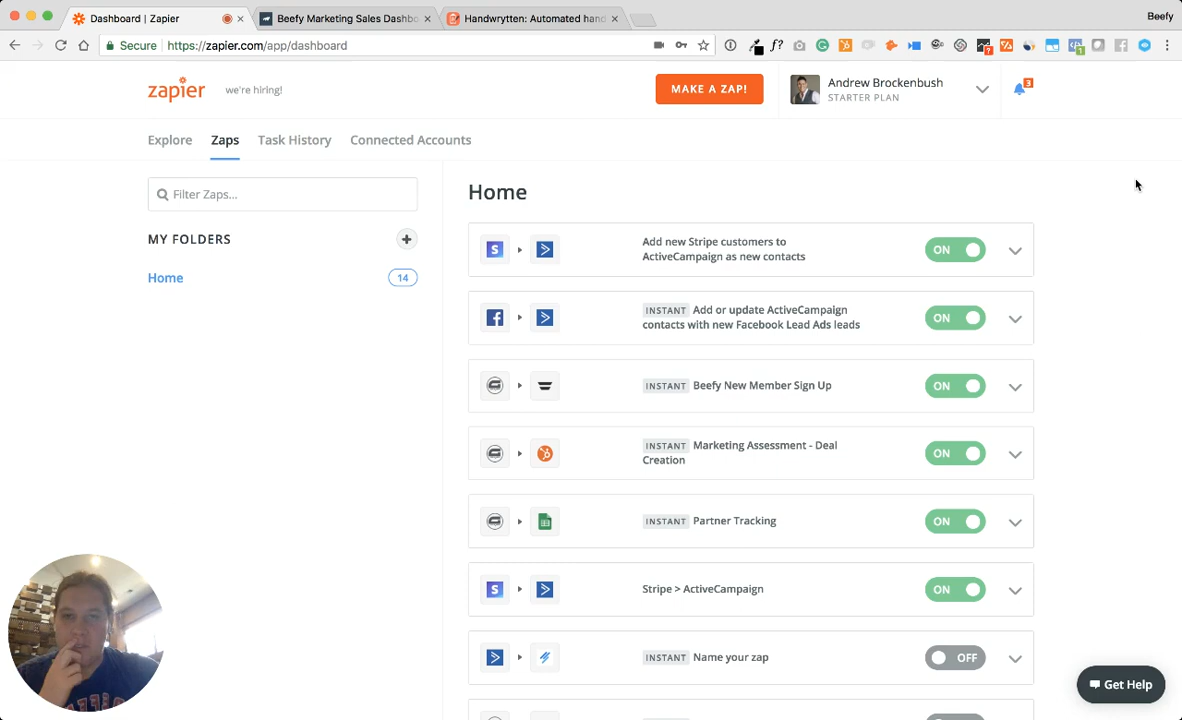 Dashboard | Zapier
Beefy Marketing Sales Dashbo
Handwrytten: Automated hand
Beefy
Secure
https://zapier.com/app/dashboard
zapier
we're hiring!
MAKE A ZAP!
Andrew Brockenbush
STARTER PLAN
3
Explore
Zaps
Task History
Connected Accounts
Filter Zaps...
MY FOLDERS
Home
14
Home
Add new Stripe customers to
ActiveCampaign as new contacts
ON
INSTANT Add or update ActiveCampaign
contacts with new Facebook Lead Ads leads
ON
INSTANT Beefy New Member Sign Up
ON
INSTANT Marketing Assessment - Deal
Creation
ON
INSTANT Partner Tracking
ON
Stripe > ActiveCampaign
ON
INSTANT Name your zap
OFF
Get Help